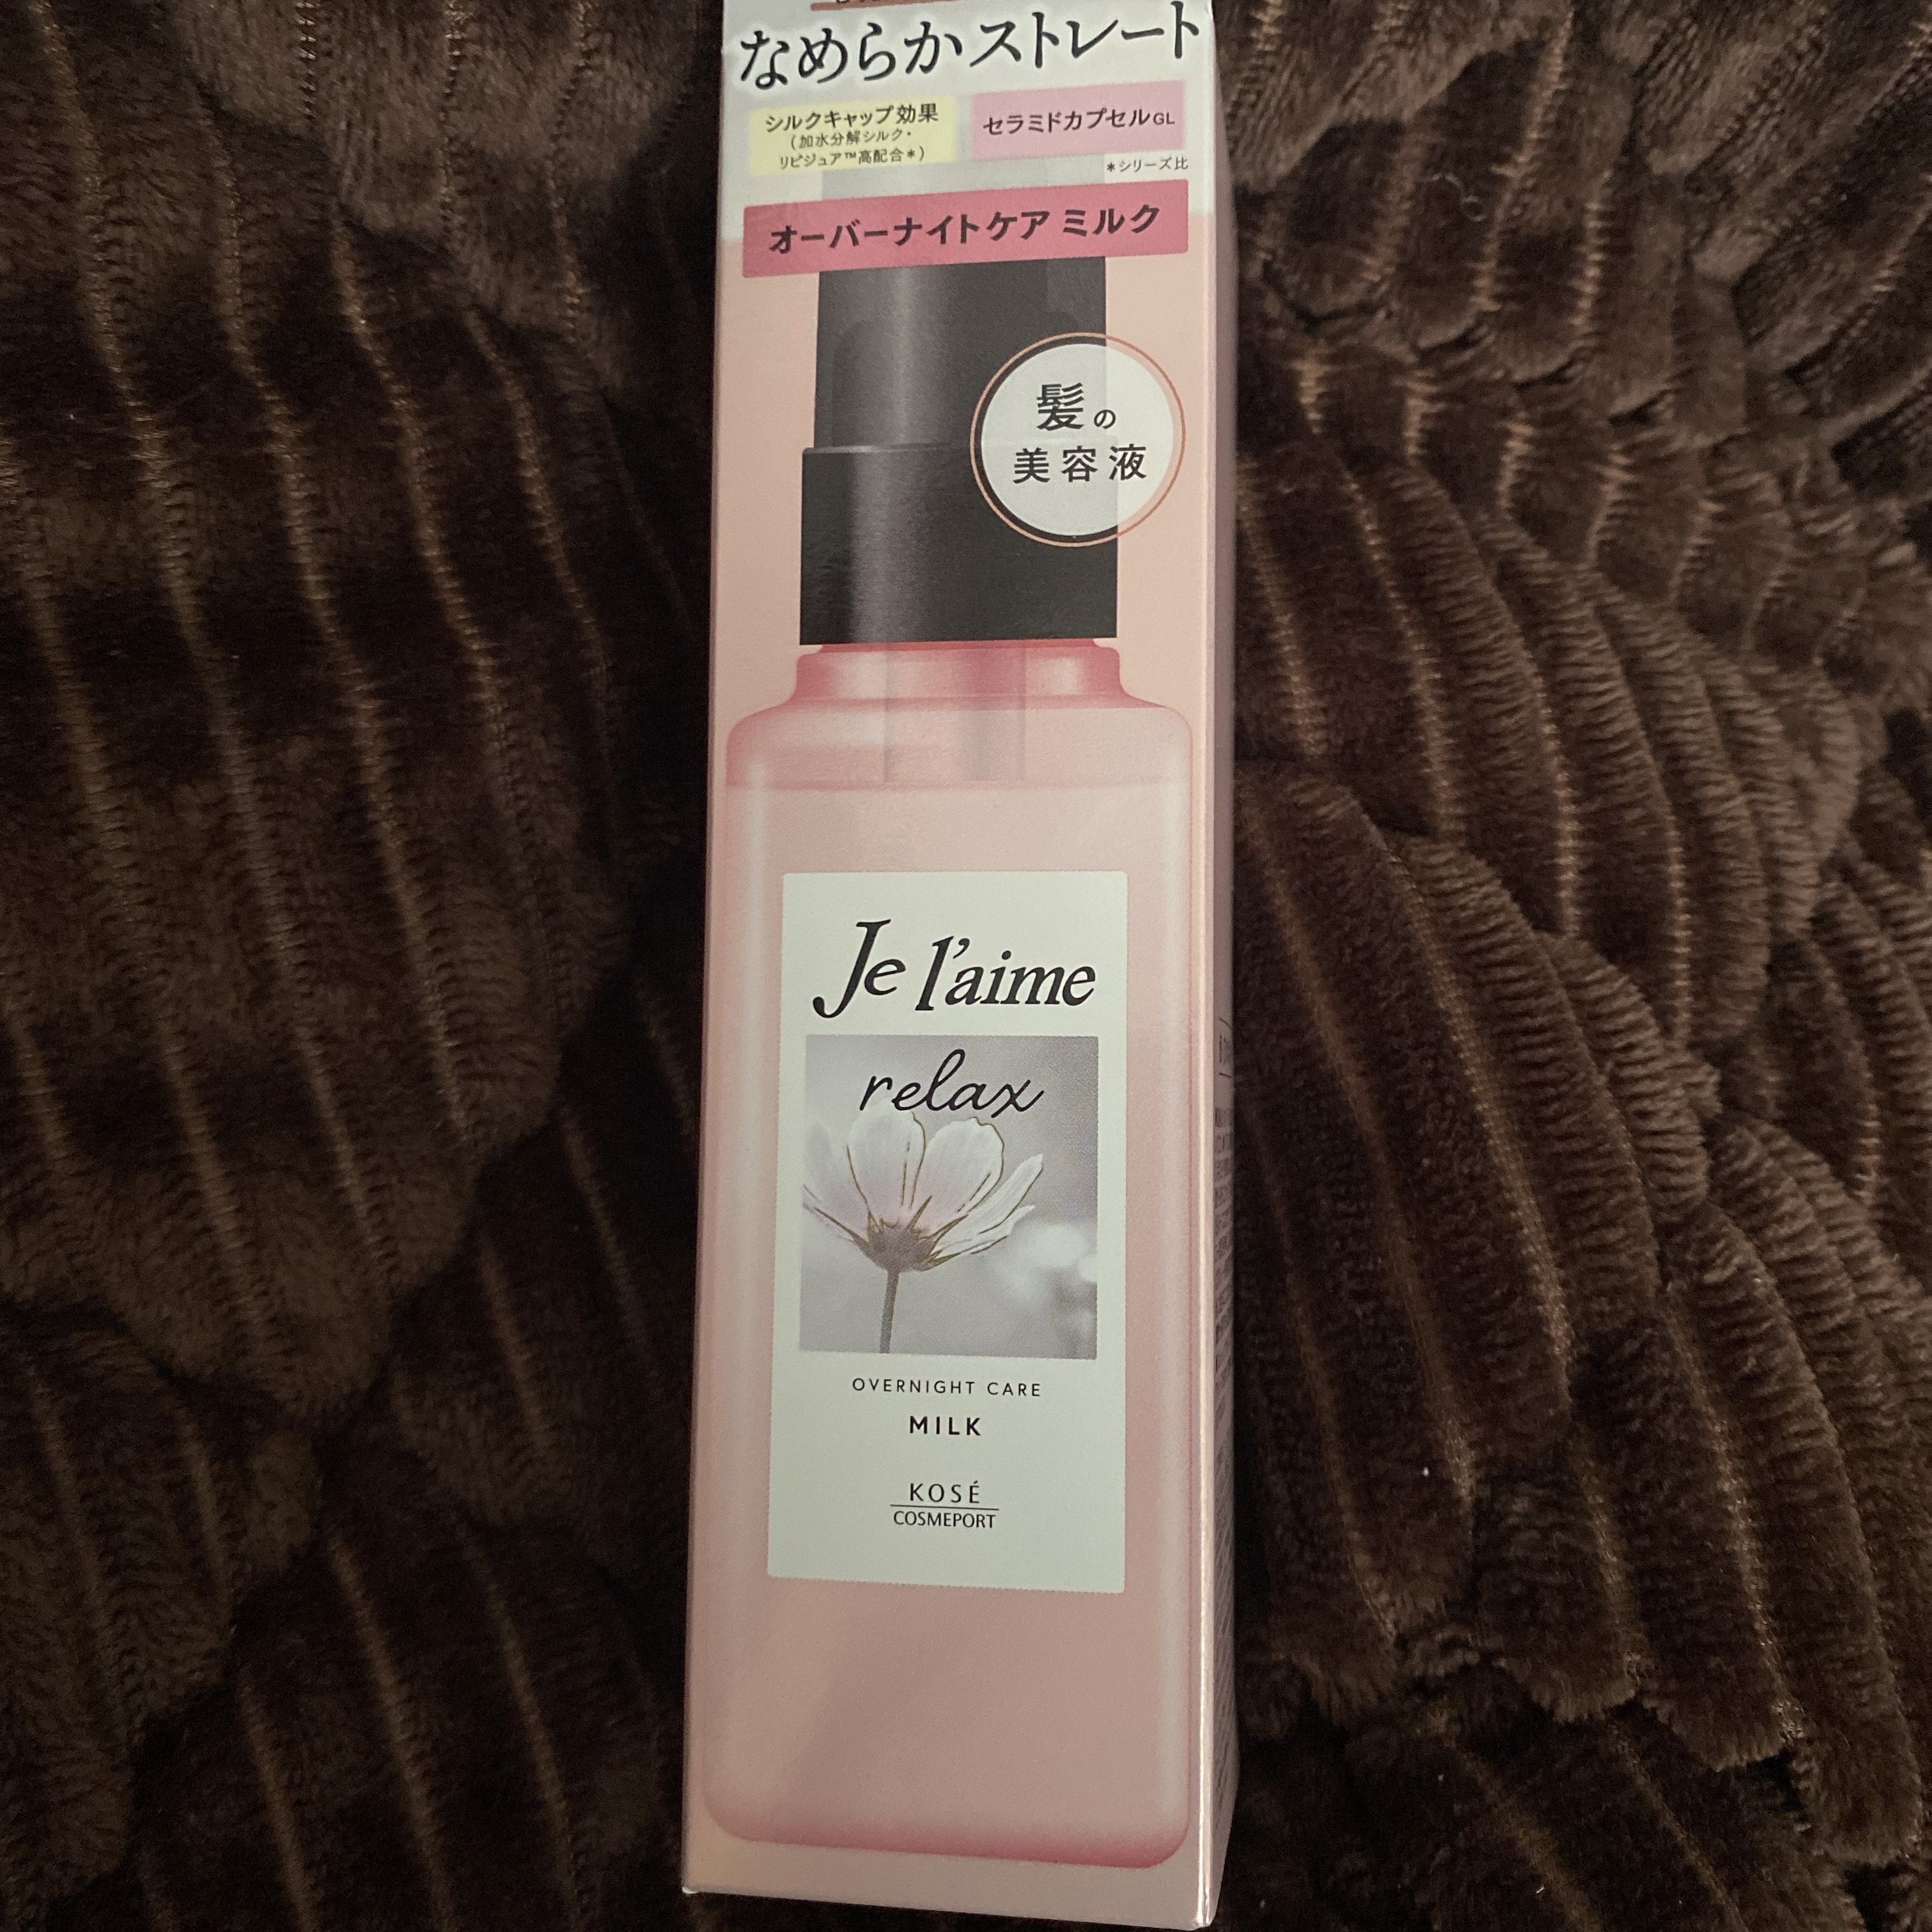 なめらかストレート
シルクキャップ効果
(加水分解シルク・
リピジュア™高配合*)
セラミドカプセルGL
*シリーズ比
オーバーナイトケア ミルク
髪の
美容液
Je l'aime
relax
OVERNIGHT CARE
MILK
KOSÉ
COSMEPORT